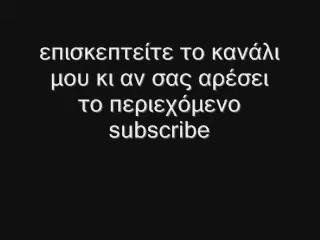 επισκεπτείτε το κανάλι
μου κι αν σας αρέσει
το περιεχόμενο
subscribe